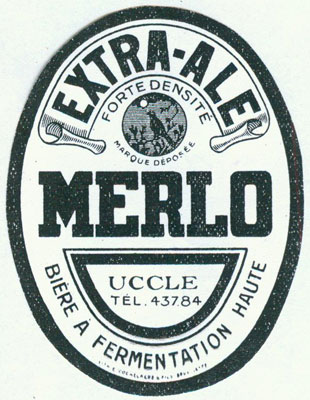 EXTRA-ALE
FORTE DENSITÉ
MARQUE DÉPOSÉE
MERLO
UCCLE
TÉL. 437.84
BIÈRE À FERMENTATION HAUTE